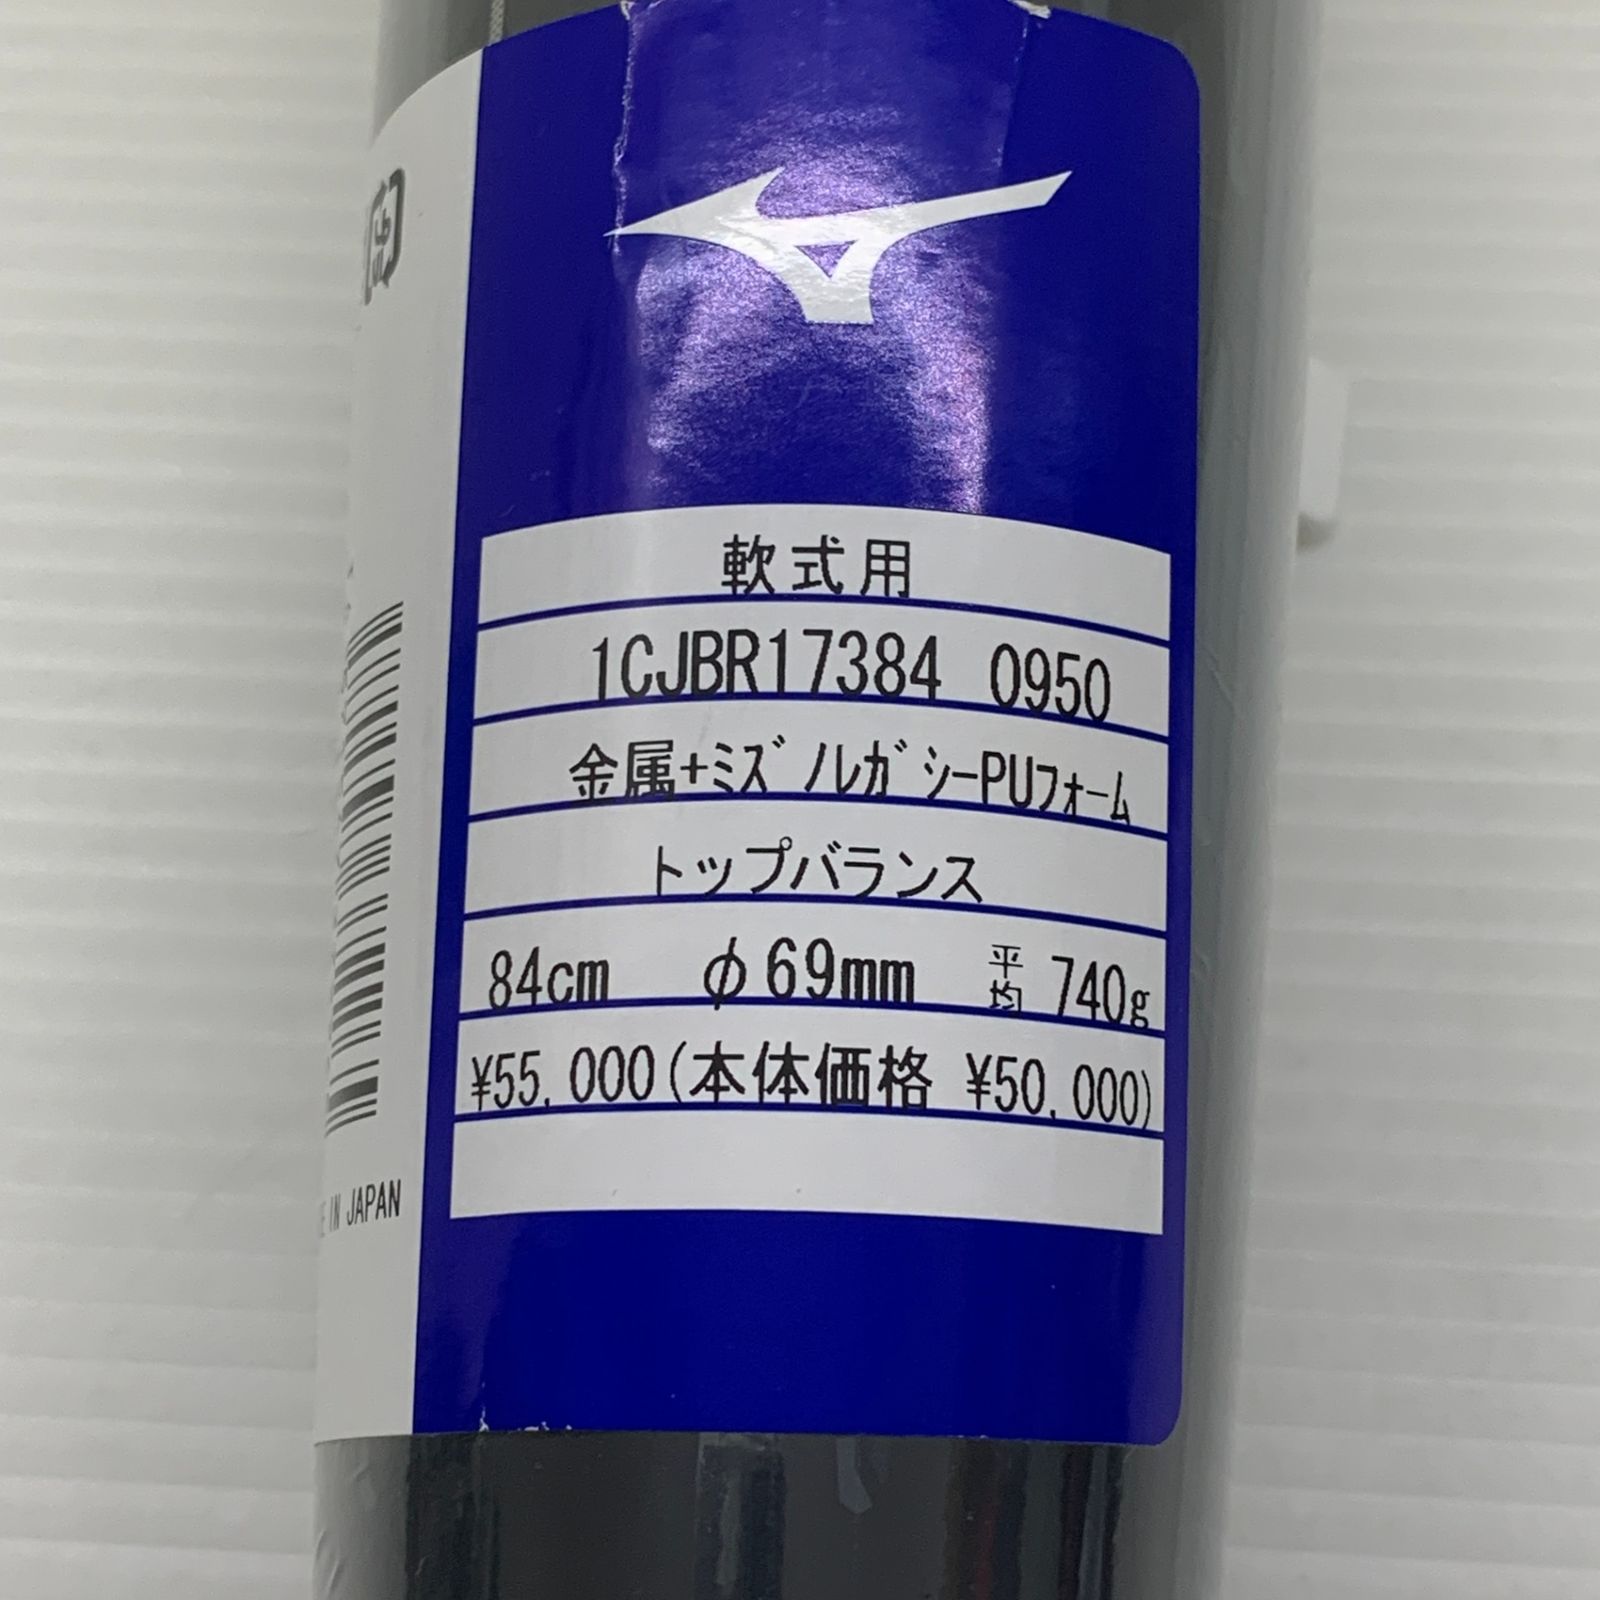 軟式用
1CJBR17384 0950
金属+ミズノレガシーPUフォーム
トップバランス
84cm φ69mm 平均 740g
¥55,000(本体価格 ¥50,000)
IN JAPAN